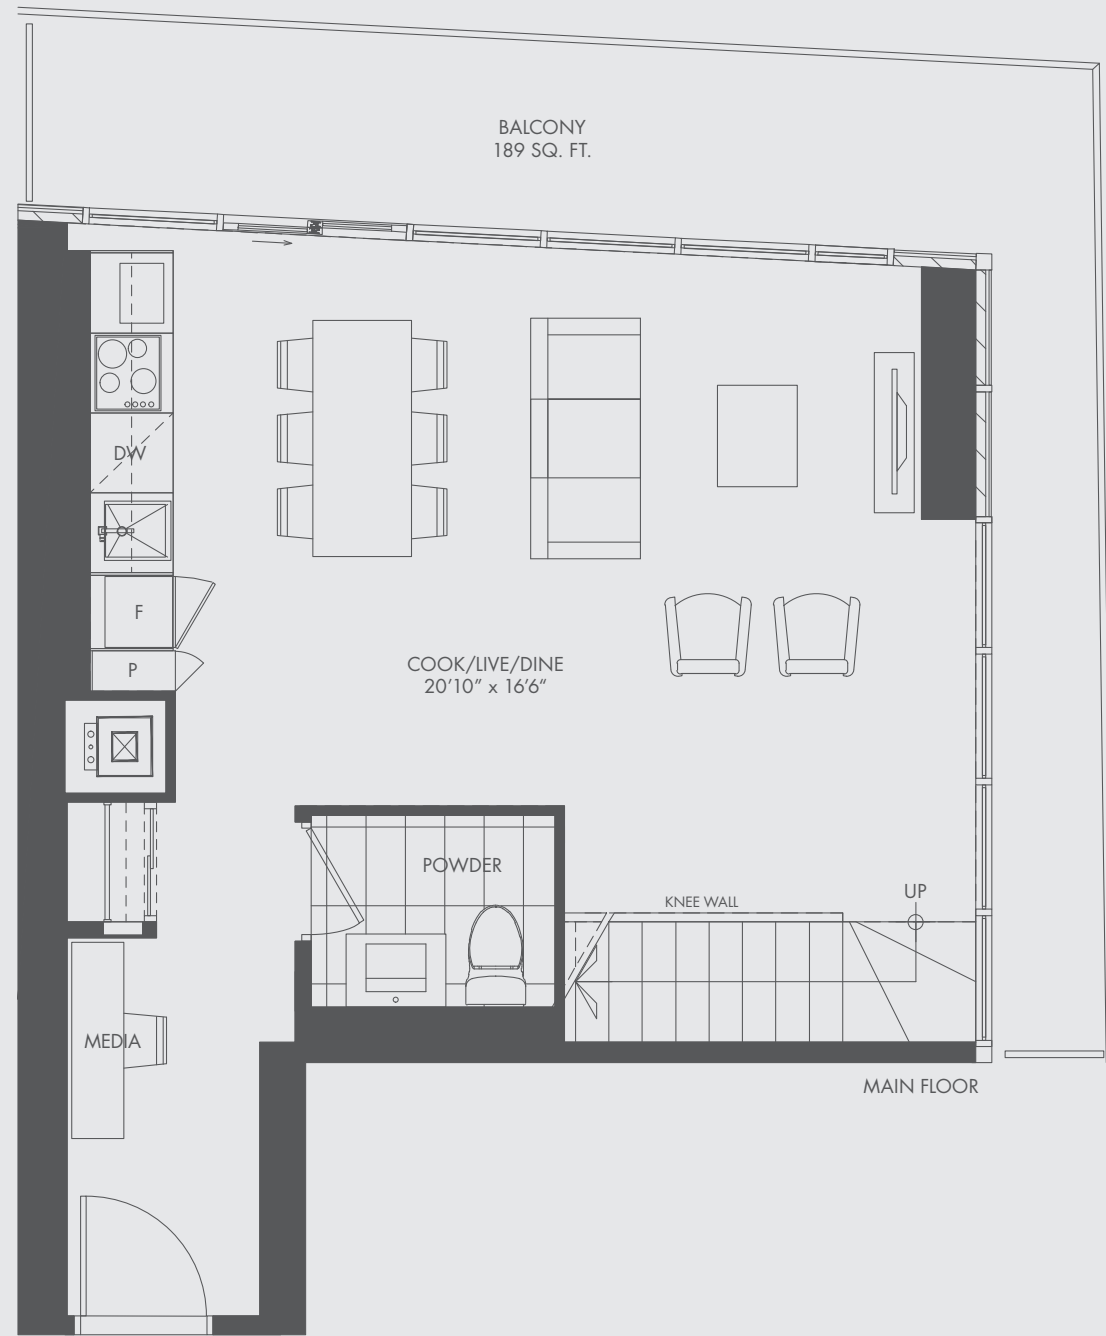 BALCONY
189 SQ. FT.
DW
F
P
COOK/LIVE/DINE
20’10” x 16’6“
POWDER
UP
KNEE WALL
MEDIA
MAIN FLOOR